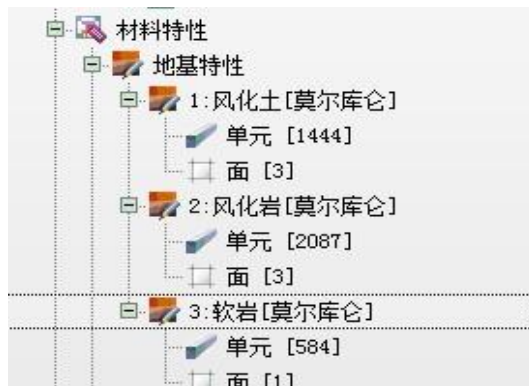 材料特性
地基特性
1:风化土[莫尔库仑]
单元 [1444]
面 [3]
2:风化岩[莫尔库仑]
单元 [2087]
面 [3]
3:软岩[莫尔库仑]
单元 [584]
面 [1]